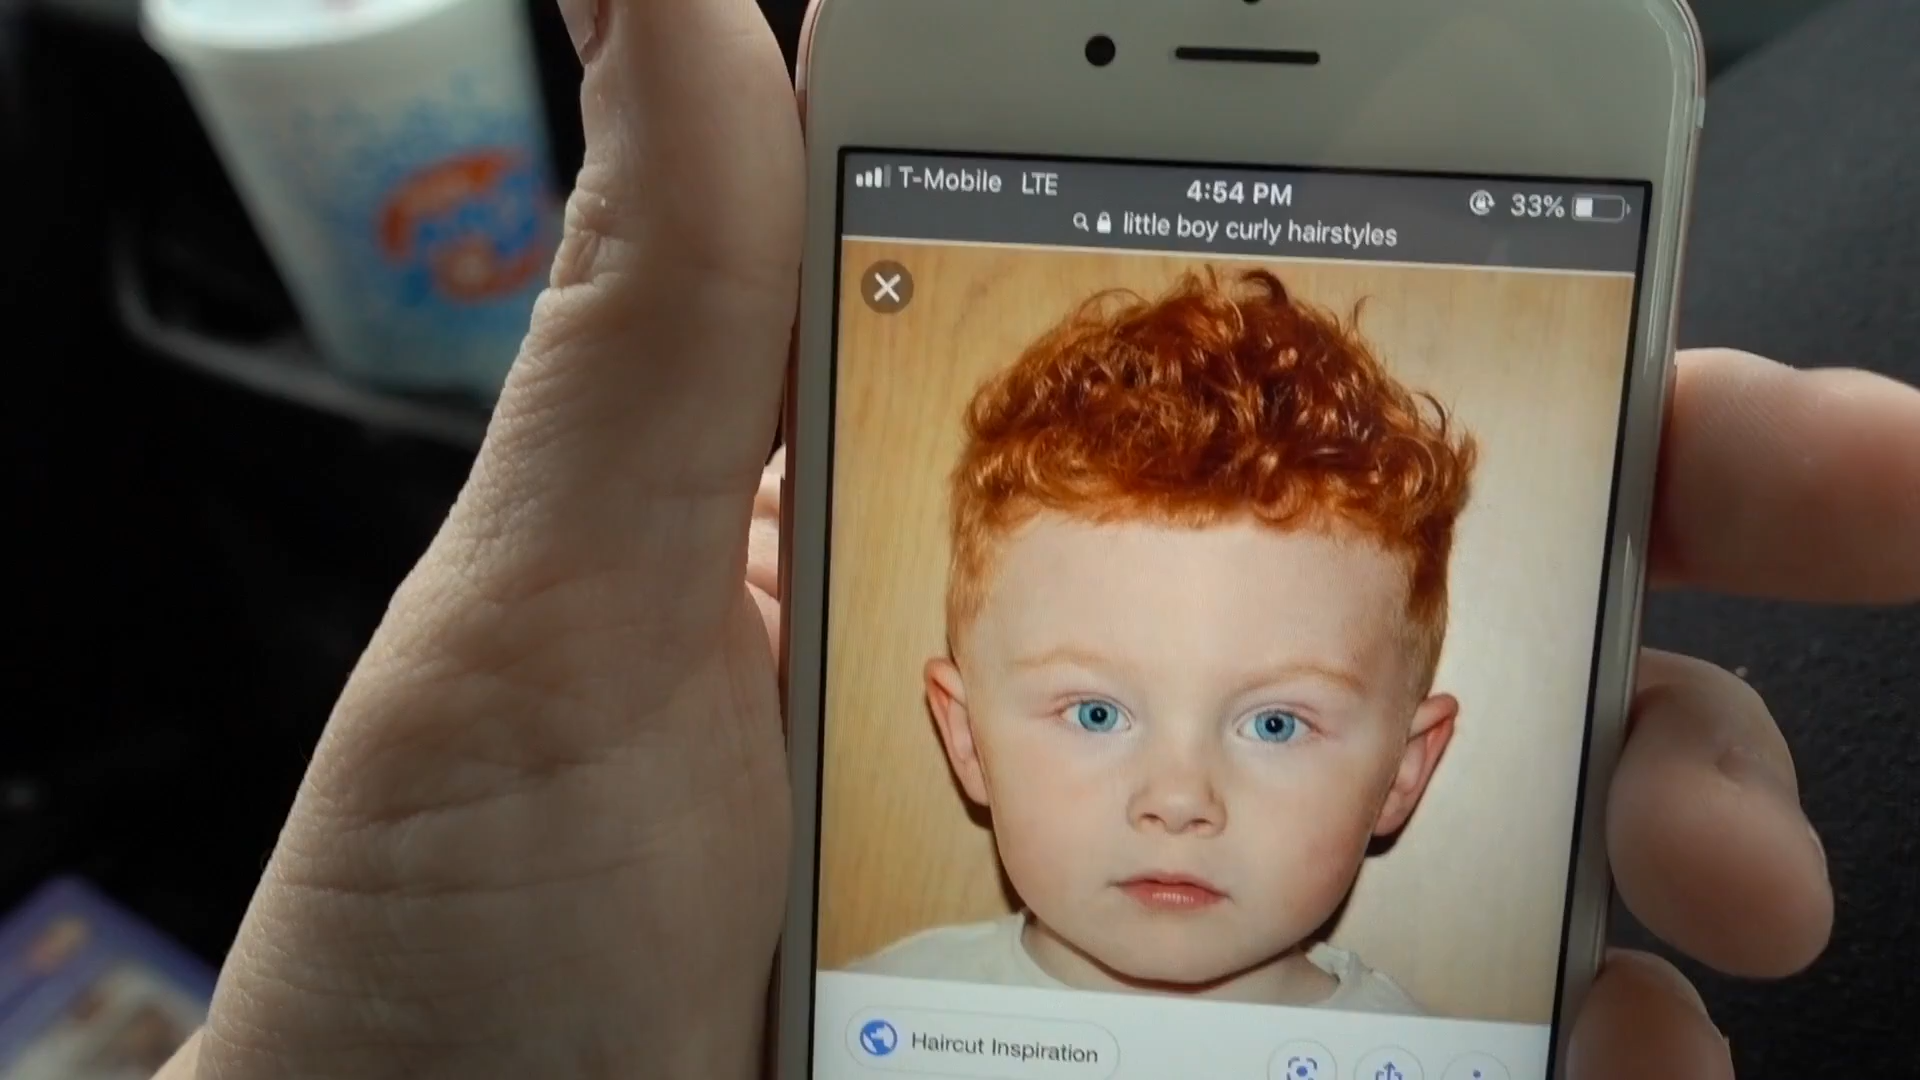 T-Mobile LTE 4:54 PM 33%
little boy curly hairstyles
Haircut Inspiration